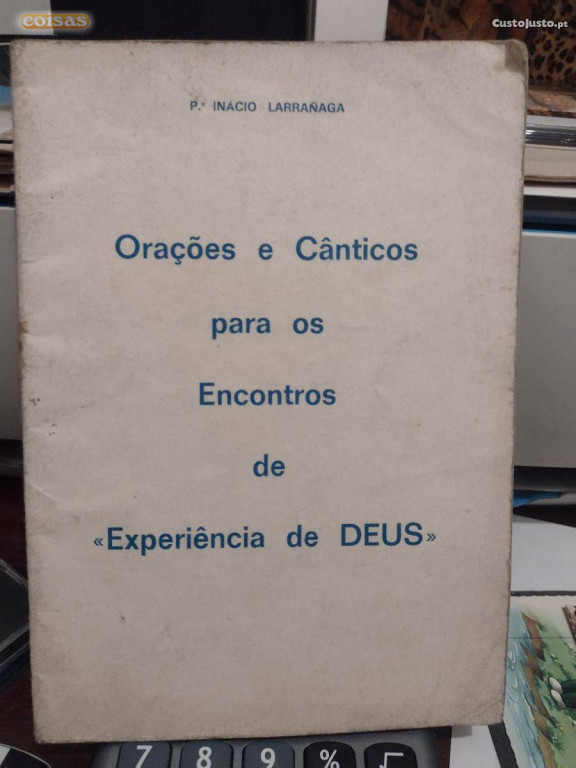 coisas
CustoJusto.pt
P.e INÁCIO LARRAÑAGA
Orações e Cânticos
para os
Encontros
de
«Experiência de DEUS»
7 8 9 % √